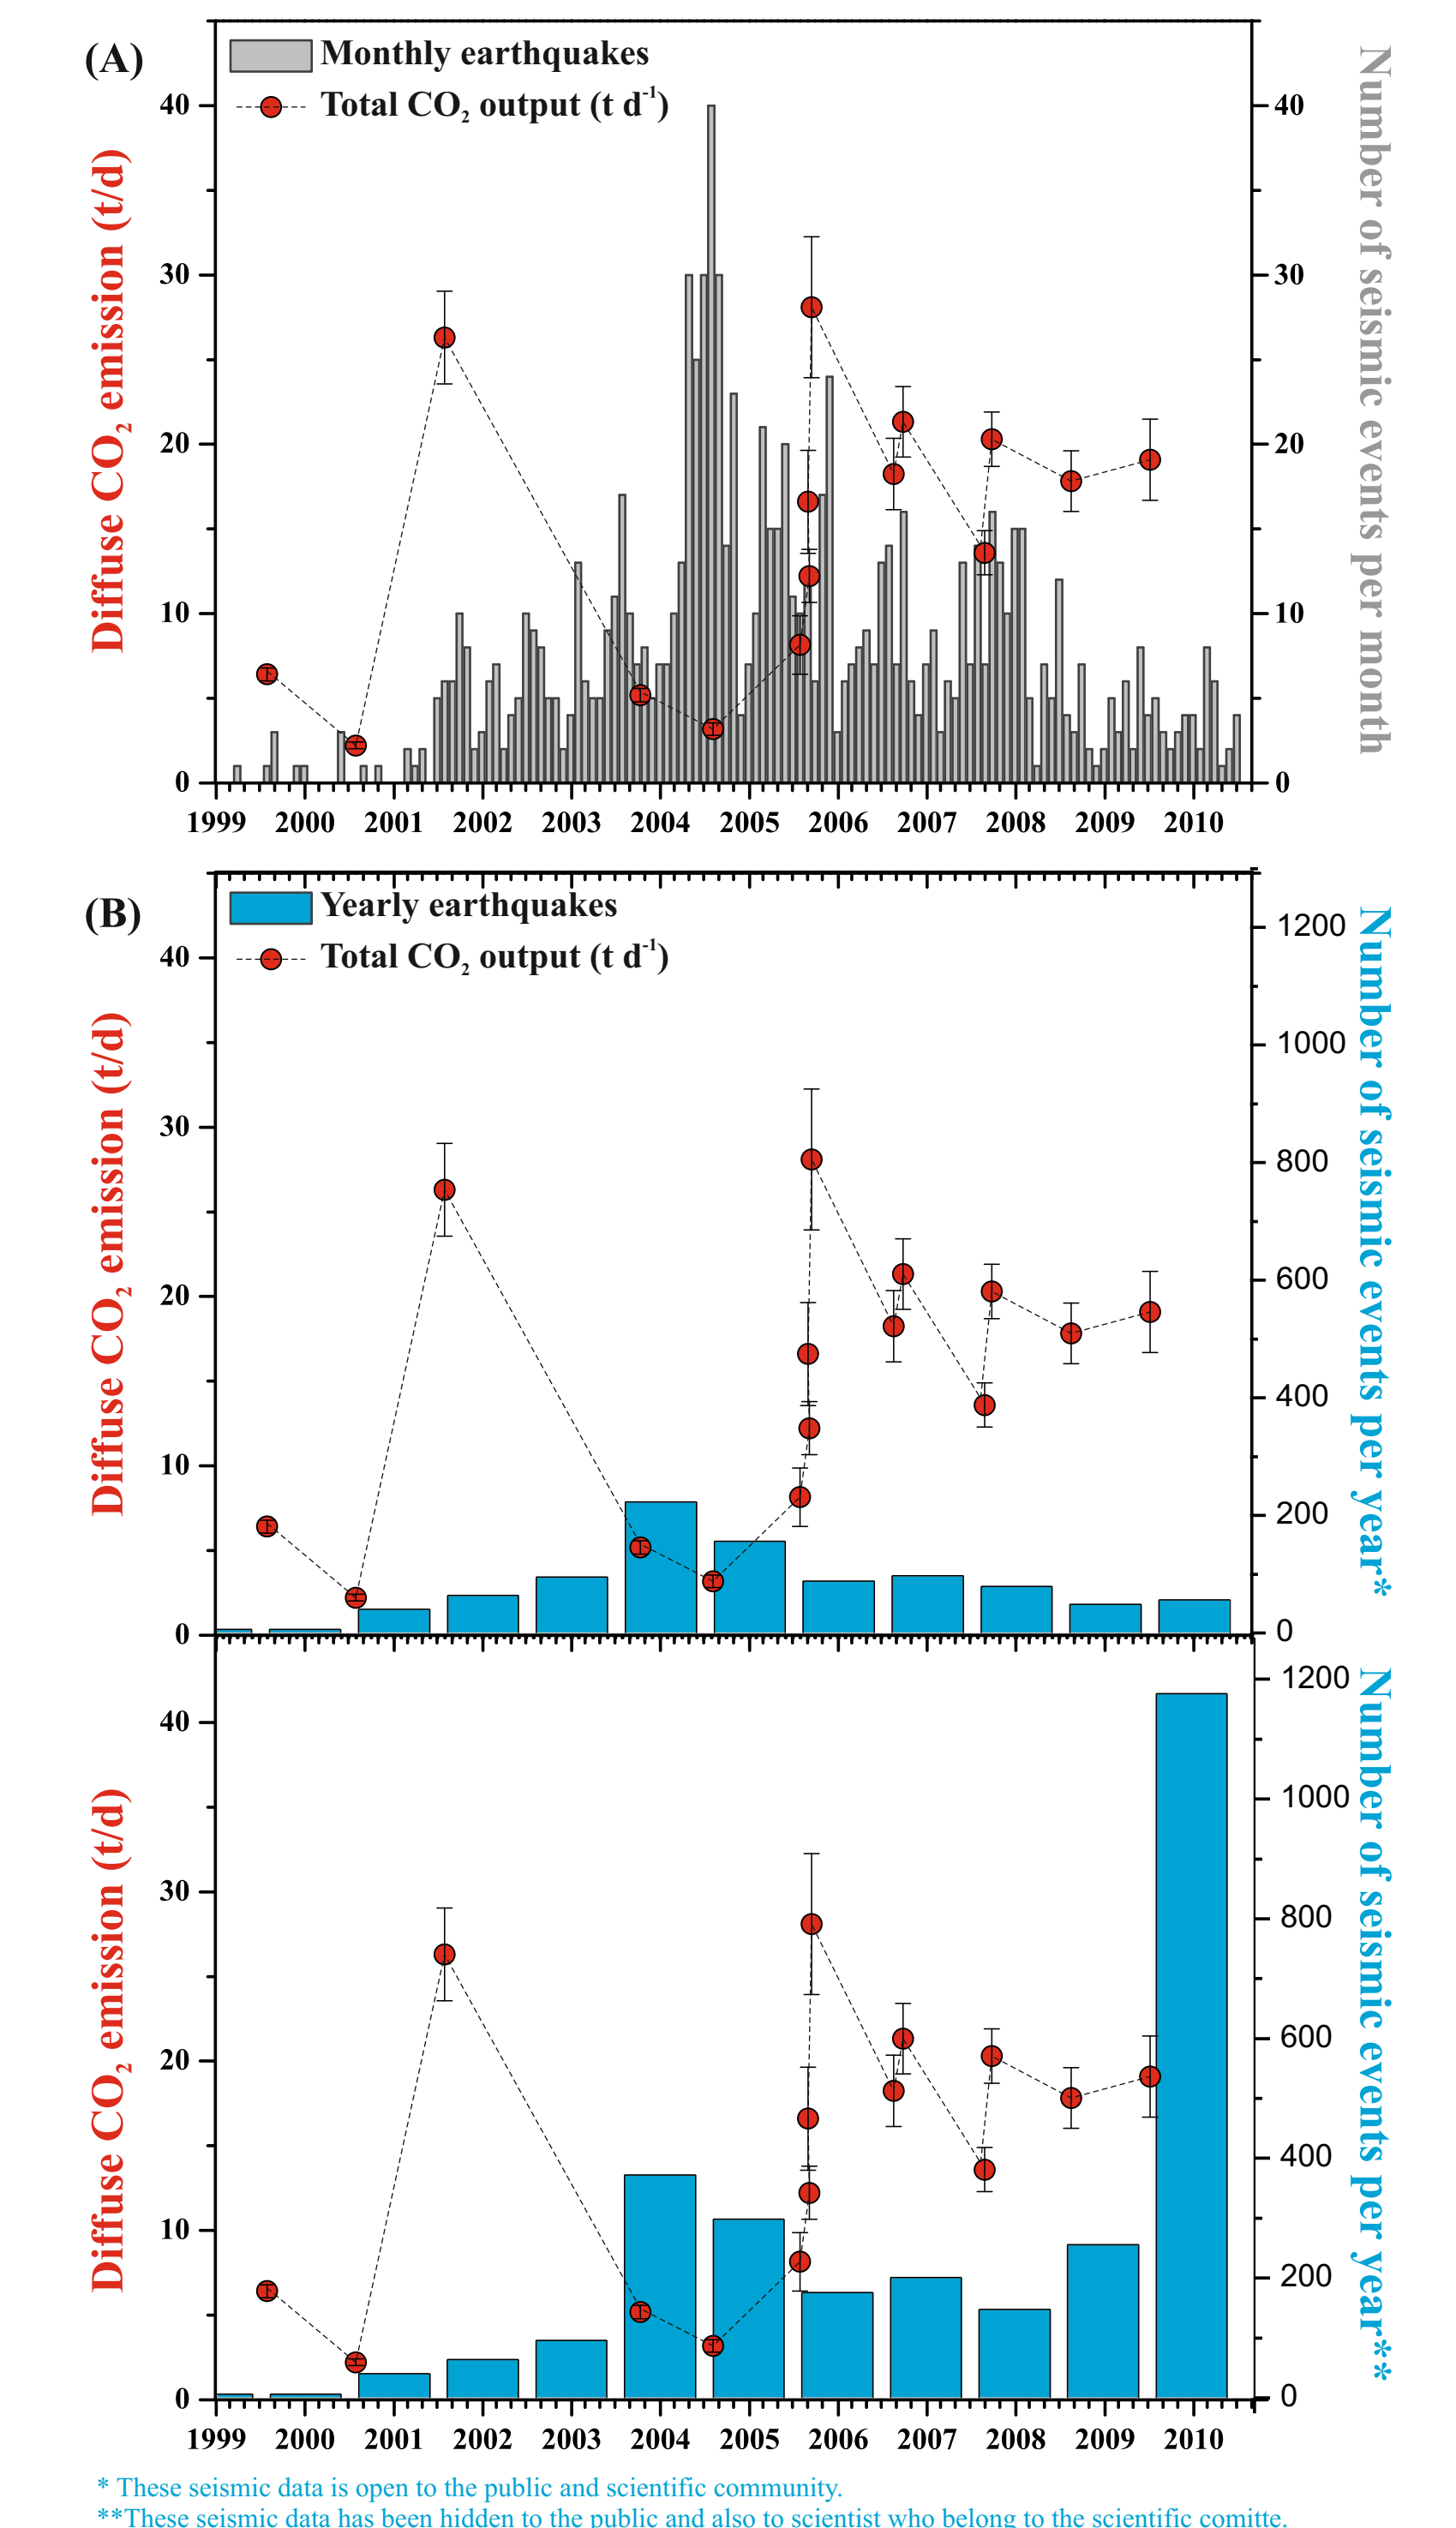 (A)
Monthly earthquakes
Total CO₂ output (t d⁻¹)
Diffuse CO₂ emission (t/d)
40
30
20
10
0
40
30
20
10
0
Number of seismic events per month
1999 2000 2001 2002 2003 2004 2005 2006 2007 2008 2009 2010
(B)
Yearly earthquakes
Total CO₂ output (t d⁻¹)
Diffuse CO₂ emission (t/d)
40
30
20
10
0
1200
1000
800
600
400
200
0
Number of seismic events per year*
Diffuse CO₂ emission (t/d)
40
30
20
10
0
1200
1000
800
600
400
200
0
Number of seismic events per year**
1999 2000 2001 2002 2003 2004 2005 2006 2007 2008 2009 2010
* These seismic data is open to the public and scientific community.
**These seismic data has been hidden to the public and also to scientist who belong to the scientific comitte.